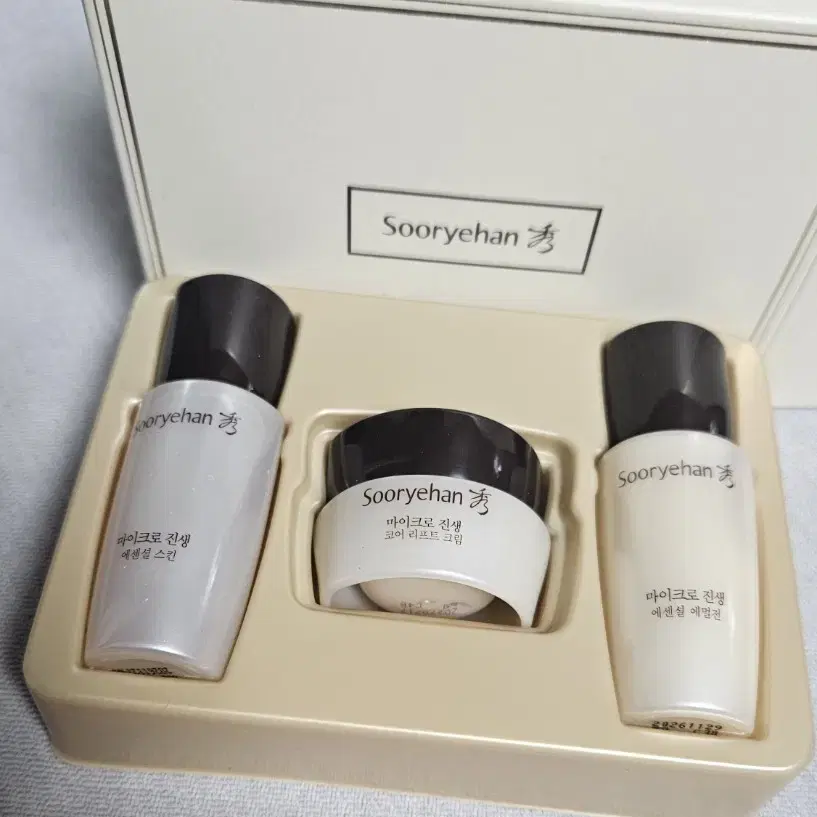 Sooryehan 秀
Sooryehan 秀
마이크로 진생
에센셜 스킨
Sooryehan 秀
마이크로 진생
코어 리프트 크림
Sooryehan 秀
마이크로 진생
에센셜 에멀전
20261129